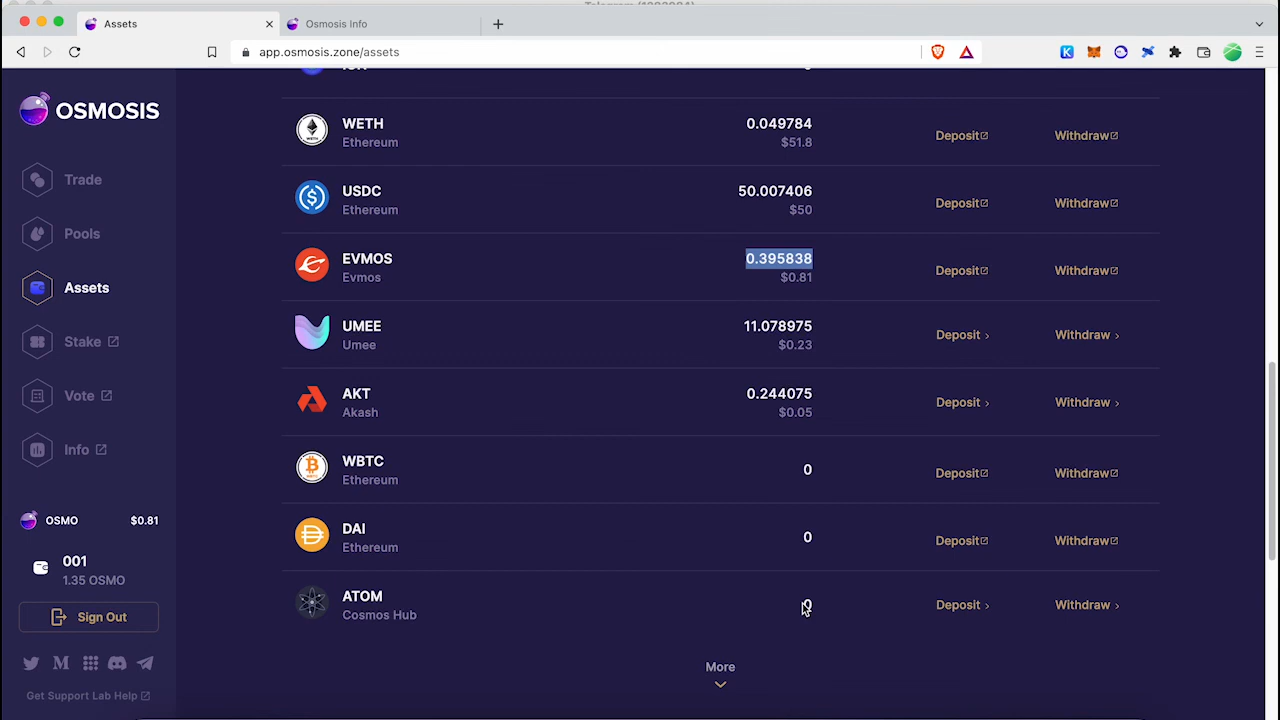 Assets
Osmosis Info
app.osmosis.zone/assets
OSMOSIS
Trade
Pools
Assets
Stake
Vote
Info
OSMO $0.81
001
1.35 OSMO
Sign Out
Get Support Lab Help
WETH 0.049784
Ethereum $51.8 Deposit Withdraw
USDC 50.007406
Ethereum $50 Deposit Withdraw
EVMOS 0.395838
Evmos $0.81 Deposit Withdraw
UMEE 11.078975
Umee $0.23 Deposit › Withdraw ›
AKT 0.244075
Akash $0.05 Deposit › Withdraw ›
WBTC
Ethereum 0 Deposit Withdraw
DAI
Ethereum 0 Deposit Withdraw
ATOM
Cosmos Hub 0 Deposit › Withdraw ›
More